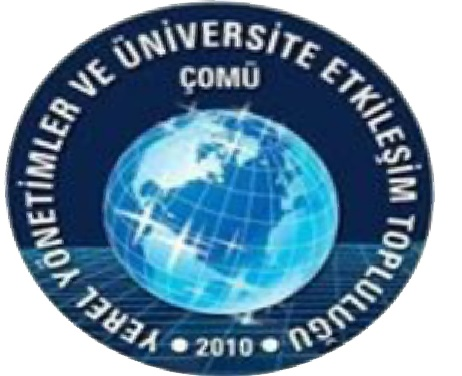 YEREL YÖNETİMLER VE ÜNİVERSİTE ETKİLEŞİM TOPLULUĞU
ÇOMÜ
2010